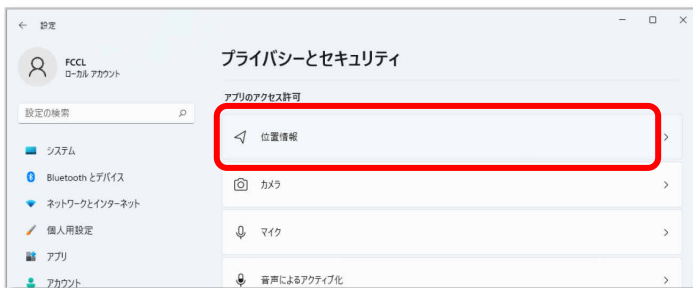 設定
FCCL
ローカル アカウント
設定の検索
システム
Bluetooth とデバイス
ネットワークとインターネット
個人用設定
アプリ
アカウント
プライバシーとセキュリティ
アプリのアクセス許可
位置情報
カメラ
マイク
音声によるアクティブ化